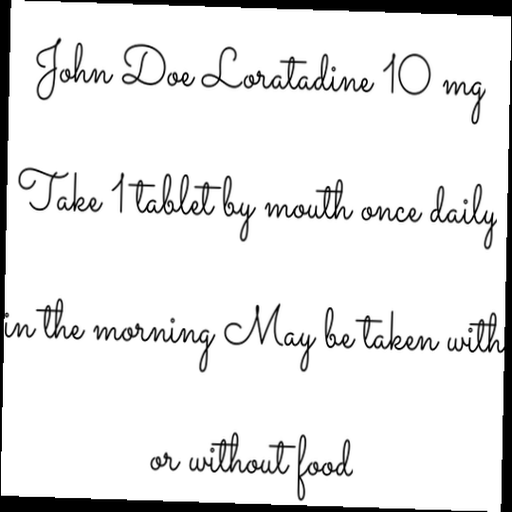 John Doe Loratadine 10 mg
Take 1 tablet by mouth once daily
in the morning May be taken with
or without food